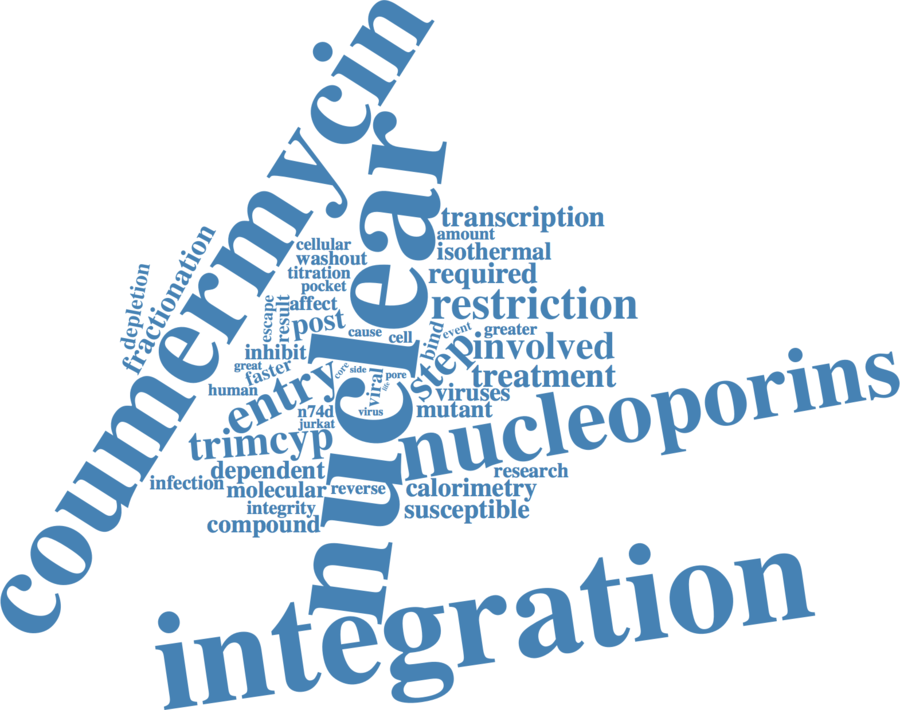 coumermycin
nuclear
transcription
amount
cellular
isothermal
washout
fractionation
depletion
titration
required
pocket
escape
result
affect
restriction
post
cause
cell
bind
event
greater
step
involved
inhibit
great
faster
core
side
pore
viral
life
treatment
human
entry
viruses
n74d
virus
mutant
jurkat
trimcyp
nucleoporins
dependent
research
infection
molecular
reverse
calorimetry
integrity
susceptible
compound
integration